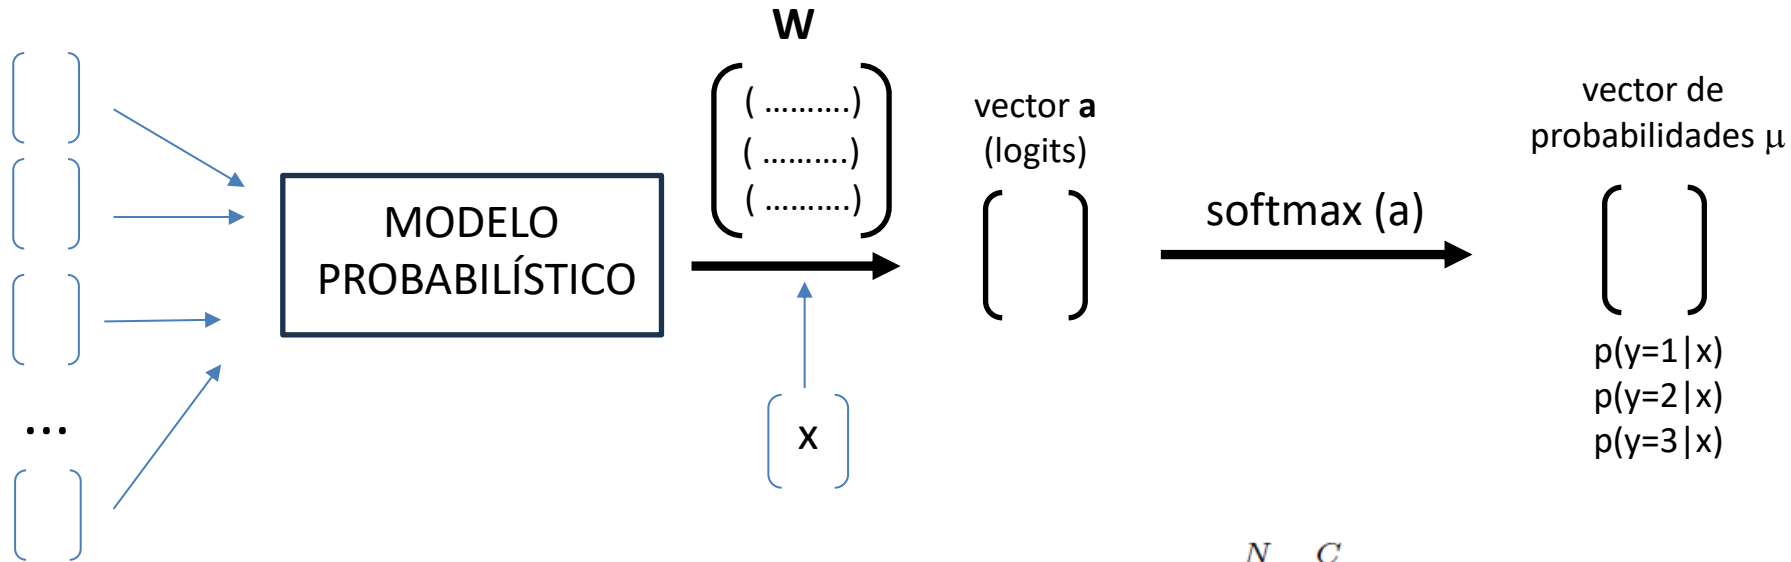 W
( ..........)
( ..........)
( ..........)
vector a
(logits)
vector de
probabilidades μ
softmax (a)
MODELO
PROBABILÍSTICO
x
...
p(y=1|x)
p(y=2|x)
p(y=3|x)
N C